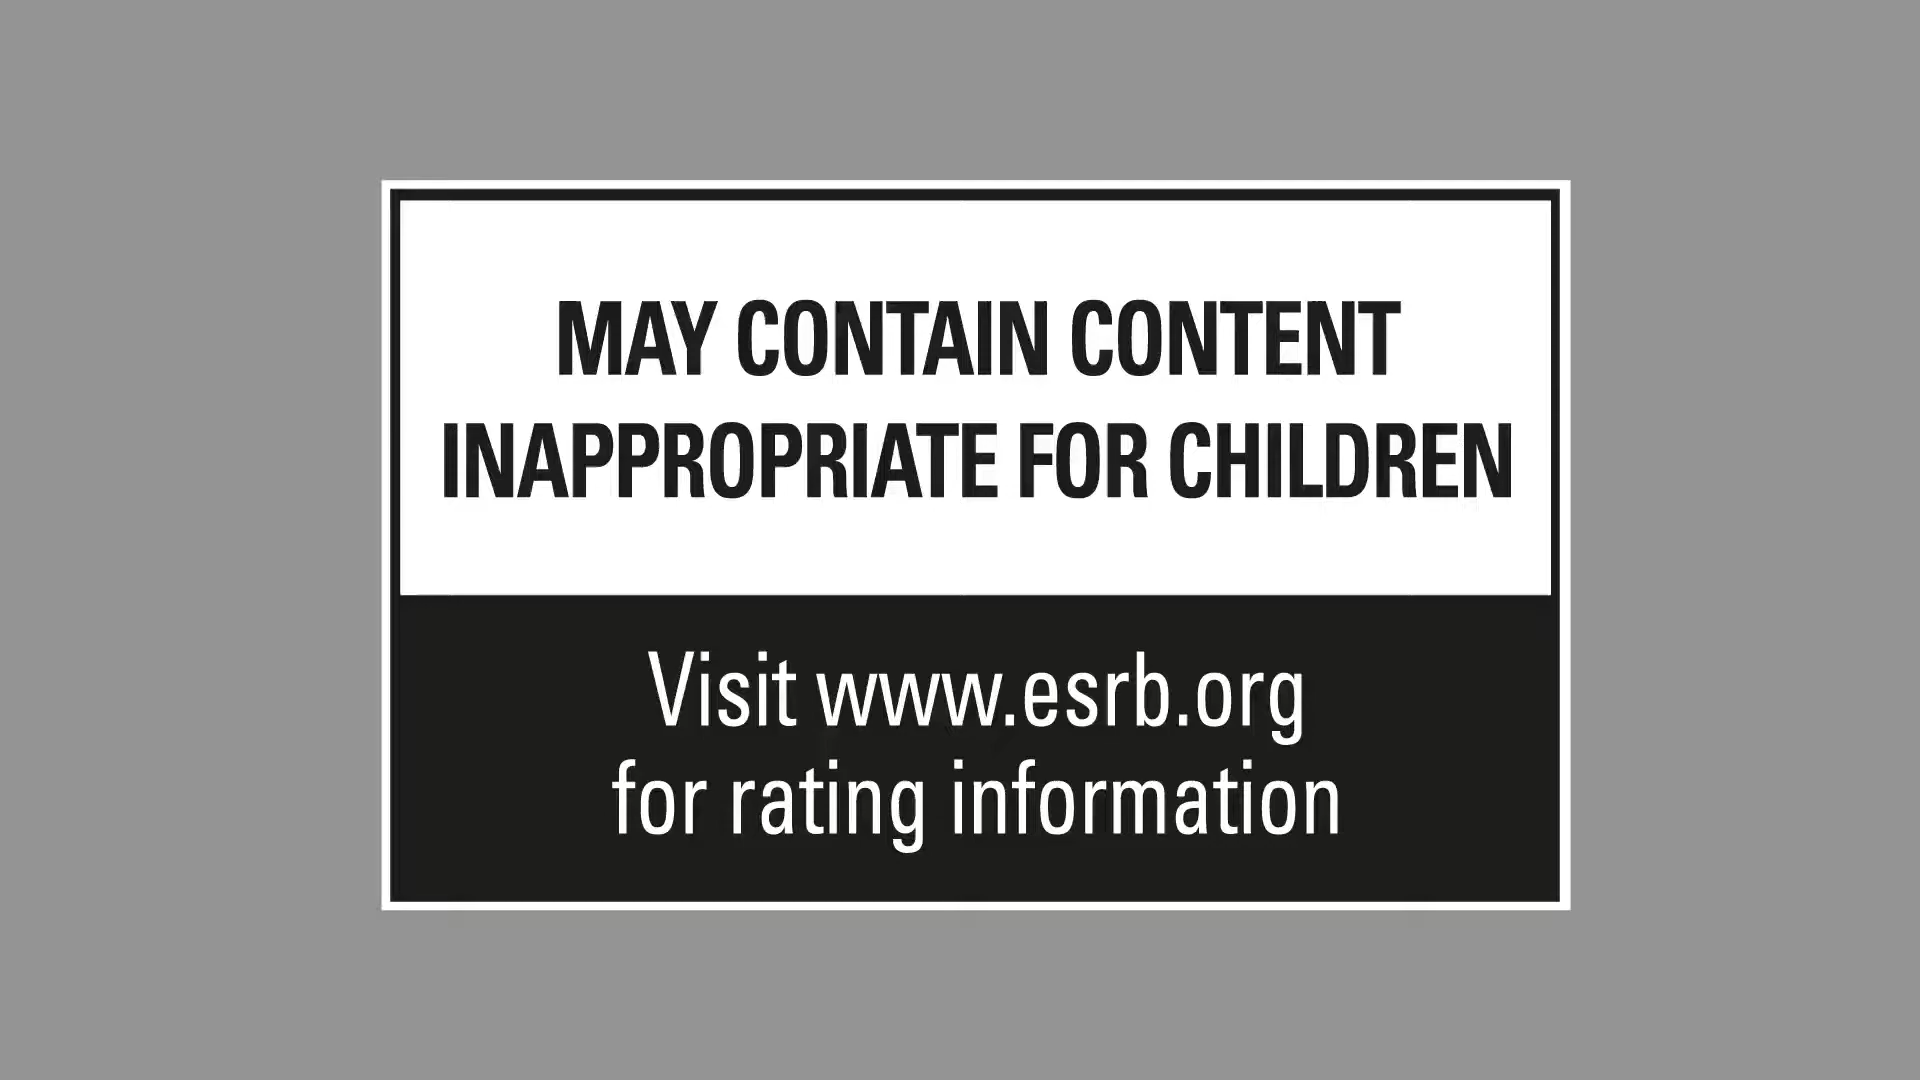 MAY CONTAIN CONTENT
INAPPROPRIATE FOR CHILDREN
Visit www.esrb.org
for rating information